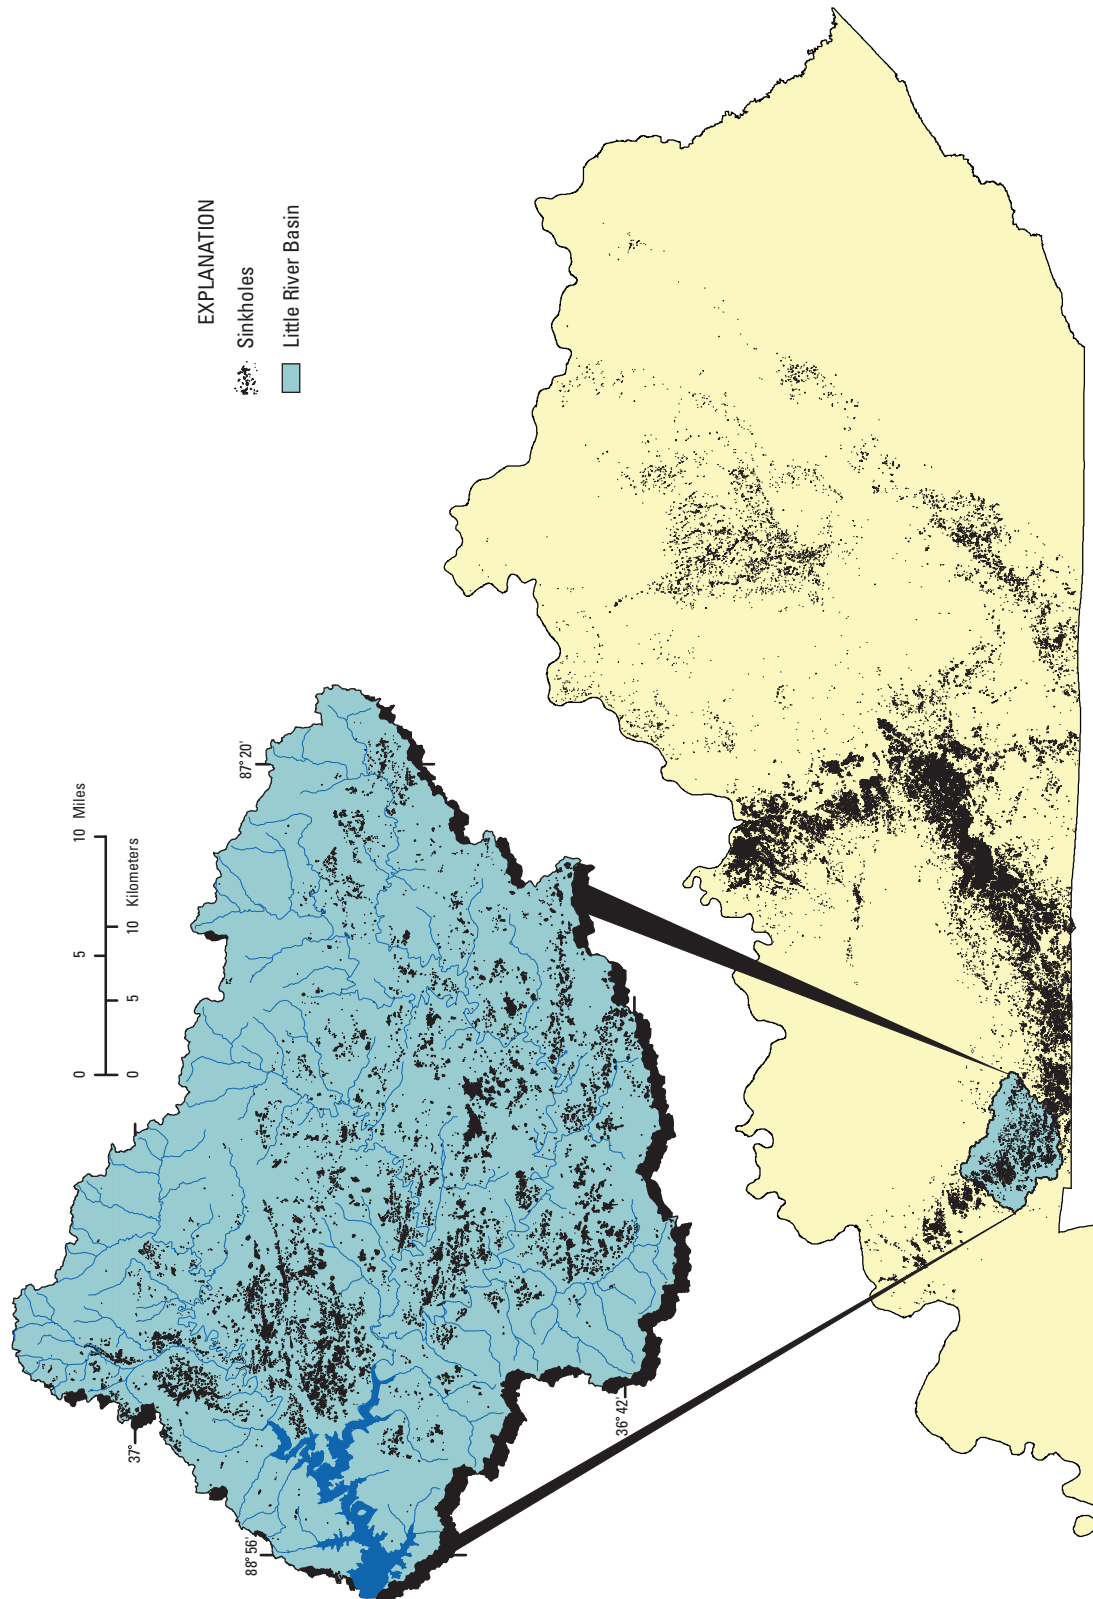 EXPLANATION
Sinkholes
Little River Basin
0 5 10 Miles
0 5 10 Kilometers
87° 20'
37°
36° 42'
88° 56'